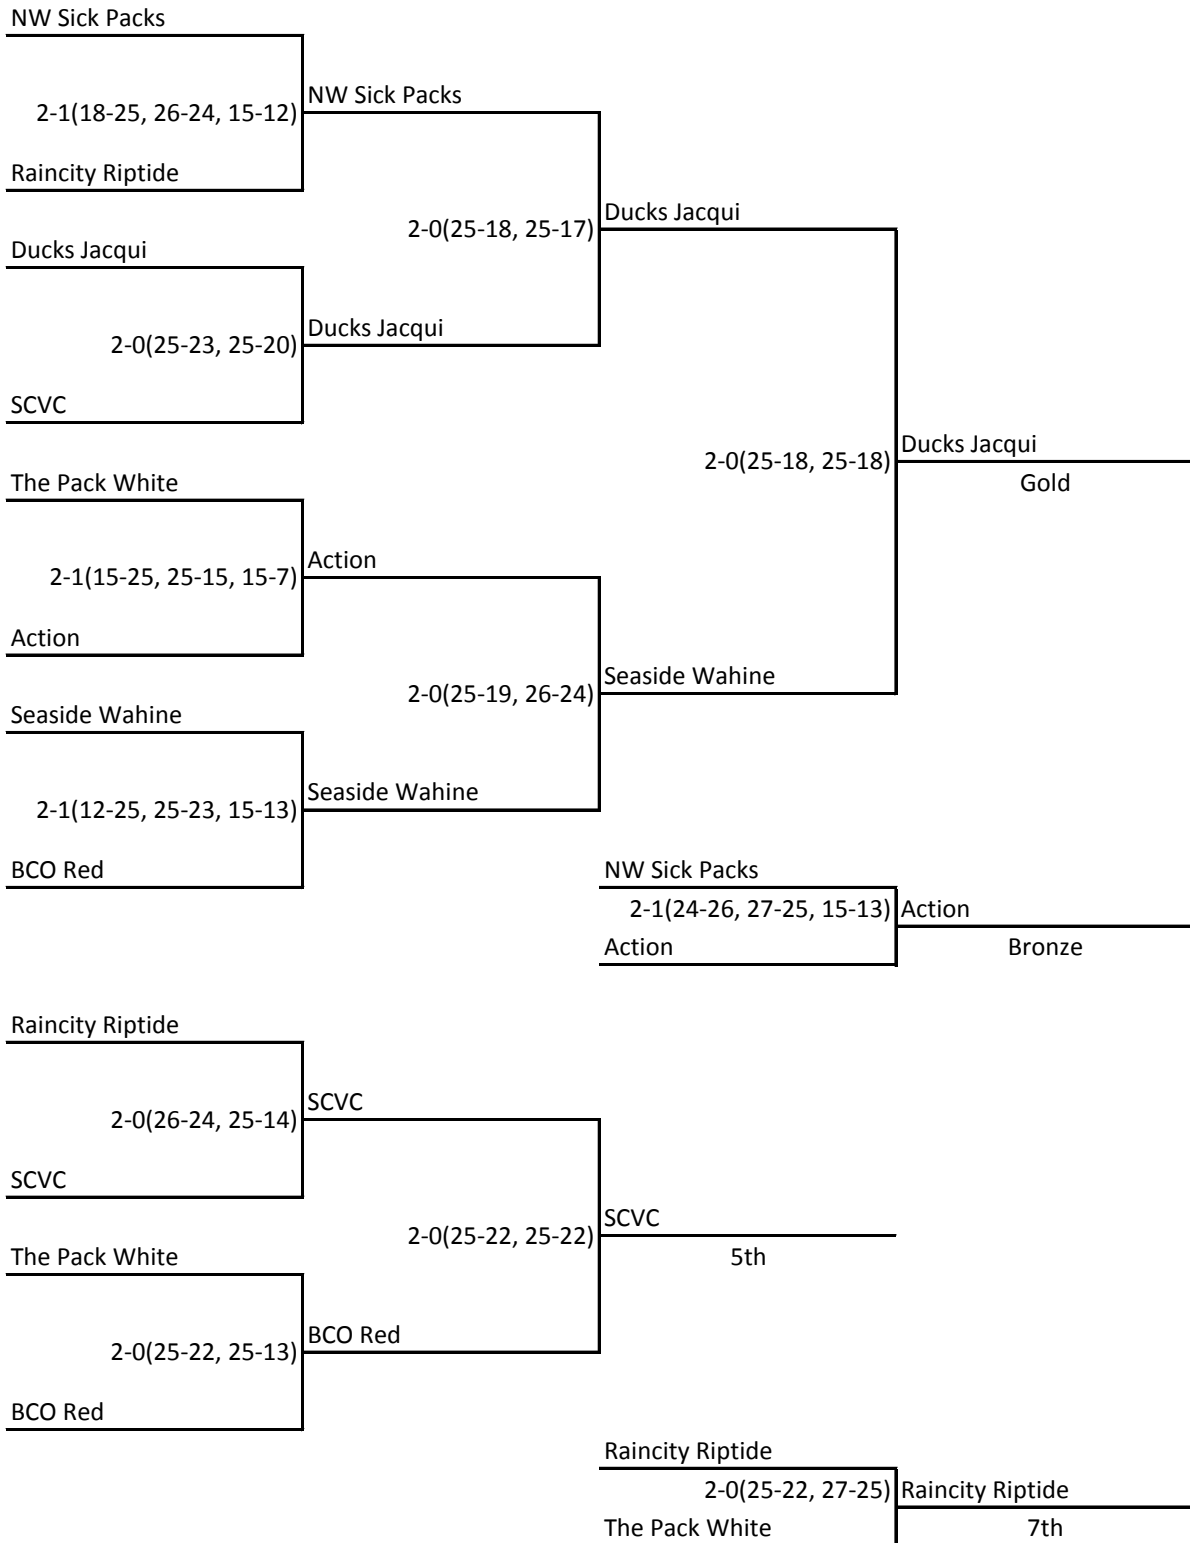 NW Sick Packs
NW Sick Packs
2-1(18-25, 26-24, 15-12)
Raincity Riptide
Ducks Jacqui
2-0(25-18, 25-17)
Ducks Jacqui
Ducks Jacqui
2-0(25-23, 25-20)
SCVC
Ducks Jacqui
2-0(25-18, 25-18)
The Pack White
Gold
Action
2-1(15-25, 25-15, 15-7)
Action
Seaside Wahine
2-0(25-19, 26-24)
Seaside Wahine
Seaside Wahine
2-1(12-25, 25-23, 15-13)
BCO Red
NW Sick Packs
2-1(24-26, 27-25, 15-13)
Action
Action
Bronze
Raincity Riptide
SCVC
2-0(26-24, 25-14)
SCVC
SCVC
2-0(25-22, 25-22)
The Pack White
5th
BCO Red
2-0(25-22, 25-13)
BCO Red
Raincity Riptide
2-0(25-22, 27-25)
Raincity Riptide
The Pack White
7th